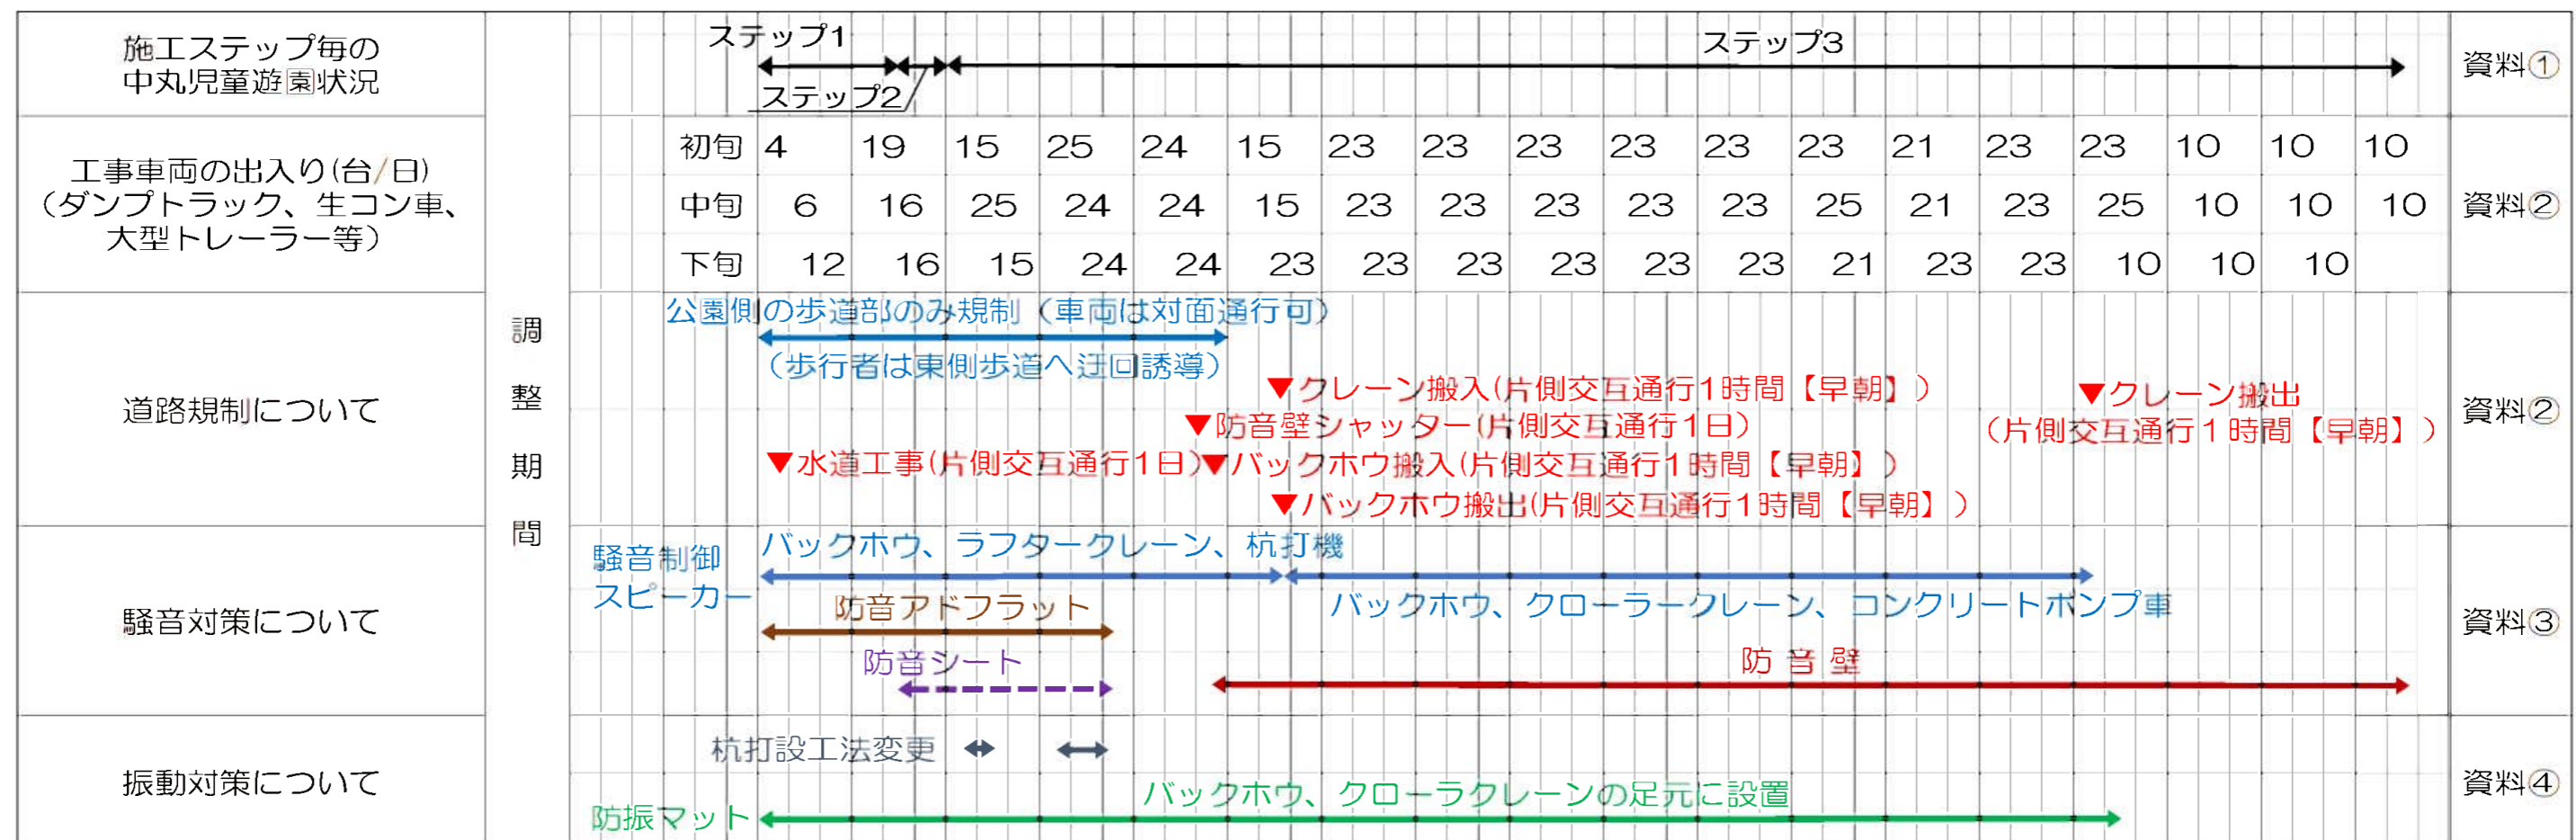 施工ステップ毎の
中丸児童遊園状況
ステップ1
ステップ2
ステップ3
資料①
工事車両の出入り(台/日)
(ダンプトラック、生コン車、
大型トレーラー等)
初旬 4 19 15 25 24 15 23 23 23 23 23 23 21 23 23 10 10 10
中旬 6 16 25 24 24 15 23 23 23 23 23 25 21 23 25 10 10 10
下旬 12 16 15 24 24 23 23 23 23 23 23 21 23 23 10 10 10
資料②
調整期間
道路規制について
公園側の歩道部のみ規制(車両は対面通行可)
(歩行者は東側歩道へ迂回誘導)
▼クレーン搬入(片側交互通行1時間【早朝】)
▼防音壁シャッター(片側交互通行1日)
▼水道工事(片側交互通行1日)
▼バックホウ搬入(片側交互通行1時間【早朝】)
▼バックホウ搬出(片側交互通行1時間【早朝】)
▼クレーン搬出
(片側交互通行1時間【早朝】)
資料②
騒音対策について
騒音制御
スピーカー
バックホウ、ラフタークレーン、杭打機
バックホウ、クローラークレーン、コンクリートポンプ車
防音アドフラット
防音シート
防音壁
資料③
振動対策について
杭打設工法変更
バックホウ、クローラクレーンの足元に設置
防振マット
資料④